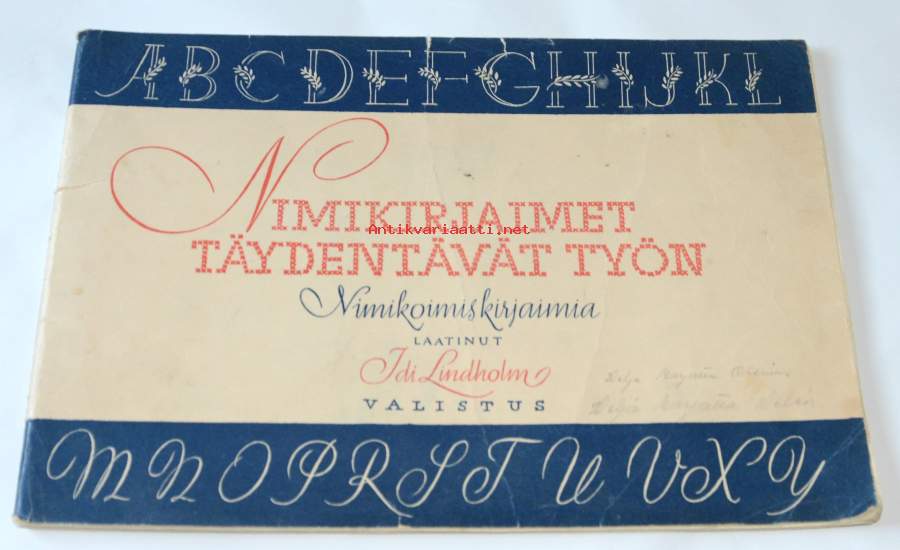 ABCDEFGHIJKL
NIMIKIRJAIMET
Antikvariaatti.net
TÄYDENTÄVÄT TYÖN
Nimikoimiskirjaimia
LAATINUT
Idi Lindholm
VALISTUS
MNOPRSTUVXY